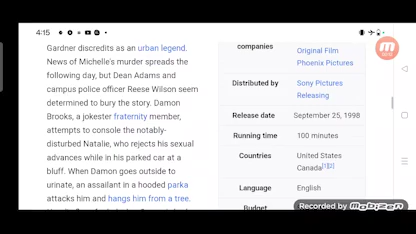 4:15
Gardner discredits as an urban legend.
News of Michelle's murder spreads the
following day, but Dean Adams and
campus police officer Reese Wilson seem
determined to bury the story. Damon
Brooks, a jokester fraternity member,
attempts to console the notably-
disturbed Natalie, who rejects his sexual
advances while in his parked car at a
bluff. When Damon goes outside to
urinate, an assailant in a hooded parka
attacks him and hangs him from a tree.
companies
Original Film
Phoenix Pictures
Distributed by
Sony Pictures
Releasing
Release date
September 25, 1998
Running time
100 minutes
Countries
United States
Canada[1][2]
Language
English
Budget
Recorded by Mobizen